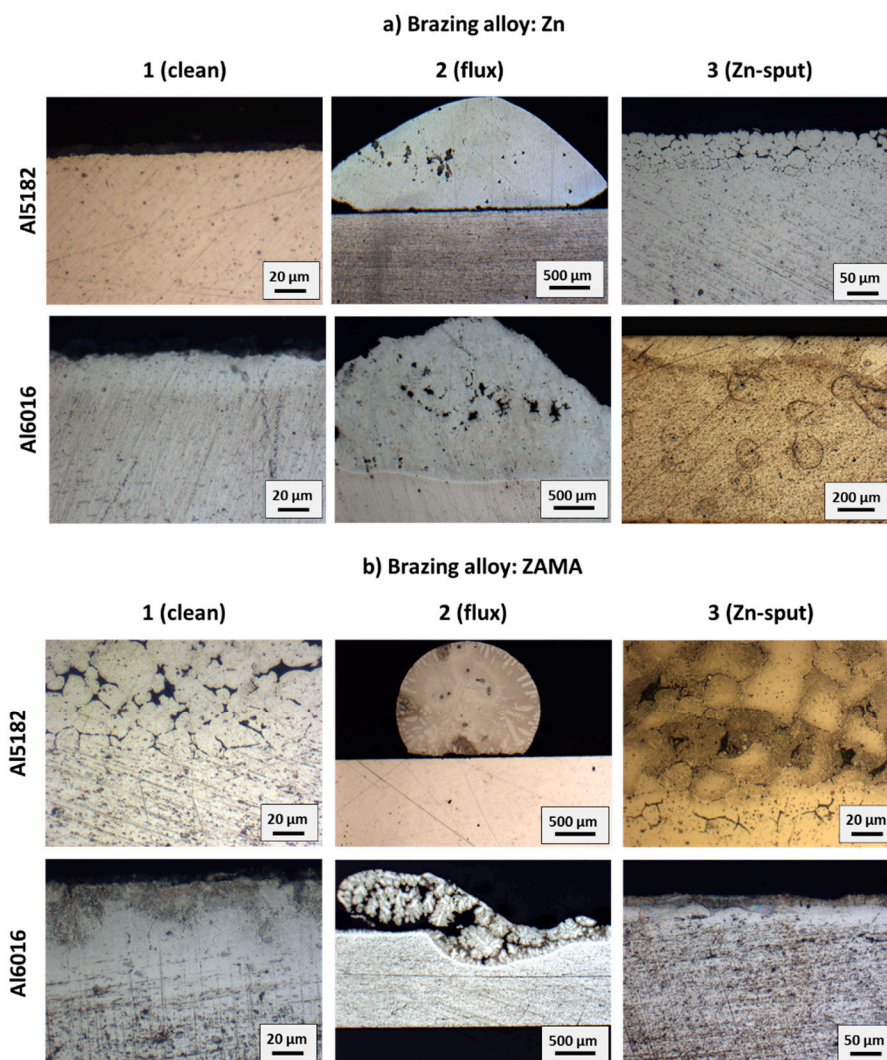 a) Brazing alloy: Zn
1 (clean) 2 (flux) 3 (Zn-sput)
Al5182
20 µm 500 µm 50 µm
Al6016
20 µm 500 µm 200 µm
b) Brazing alloy: ZAMA
1 (clean) 2 (flux) 3 (Zn-sput)
Al5182
20 µm 500 µm 20 µm
Al6016
20 µm 500 µm 50 µm